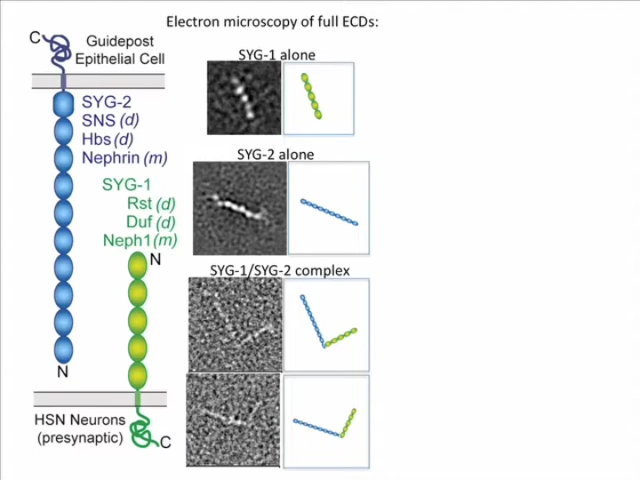 Electron microscopy of full ECDs:
C
Guidepost
Epithelial Cell
SYG-2
SNS (d)
Hbs (d)
Nephrin (m)
SYG-1
Rst (d)
Duf (d)
Neph1(m)
N
N
HSN Neurons
(presynaptic)
C
SYG-1 alone
SYG-2 alone
SYG-1/SYG-2 complex